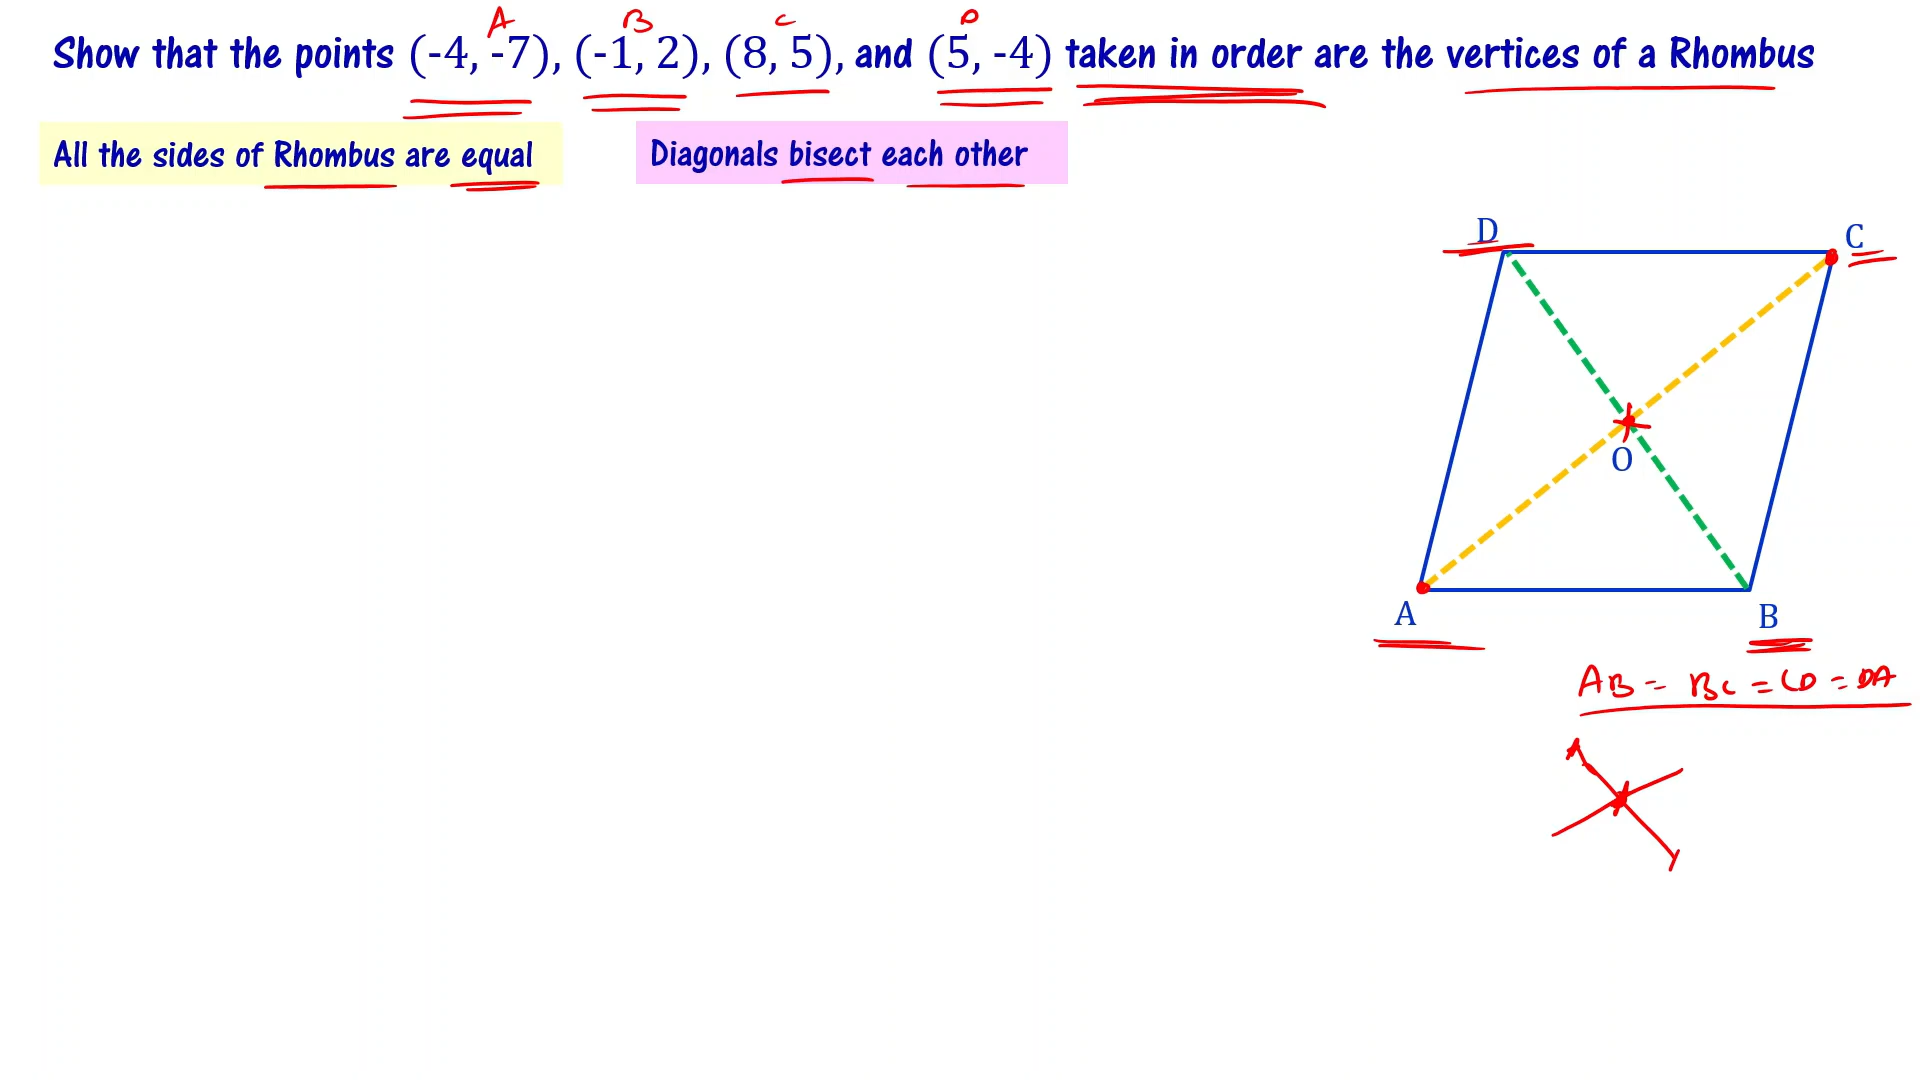 A B C D
Show that the points (-4, -7), (-1, 2), (8, 5), and (5, -4) taken in order are the vertices of a Rhombus
All the sides of Rhombus are equal
Diagonals bisect each other
D
C
O
A
B
AB = BC = CD = DA